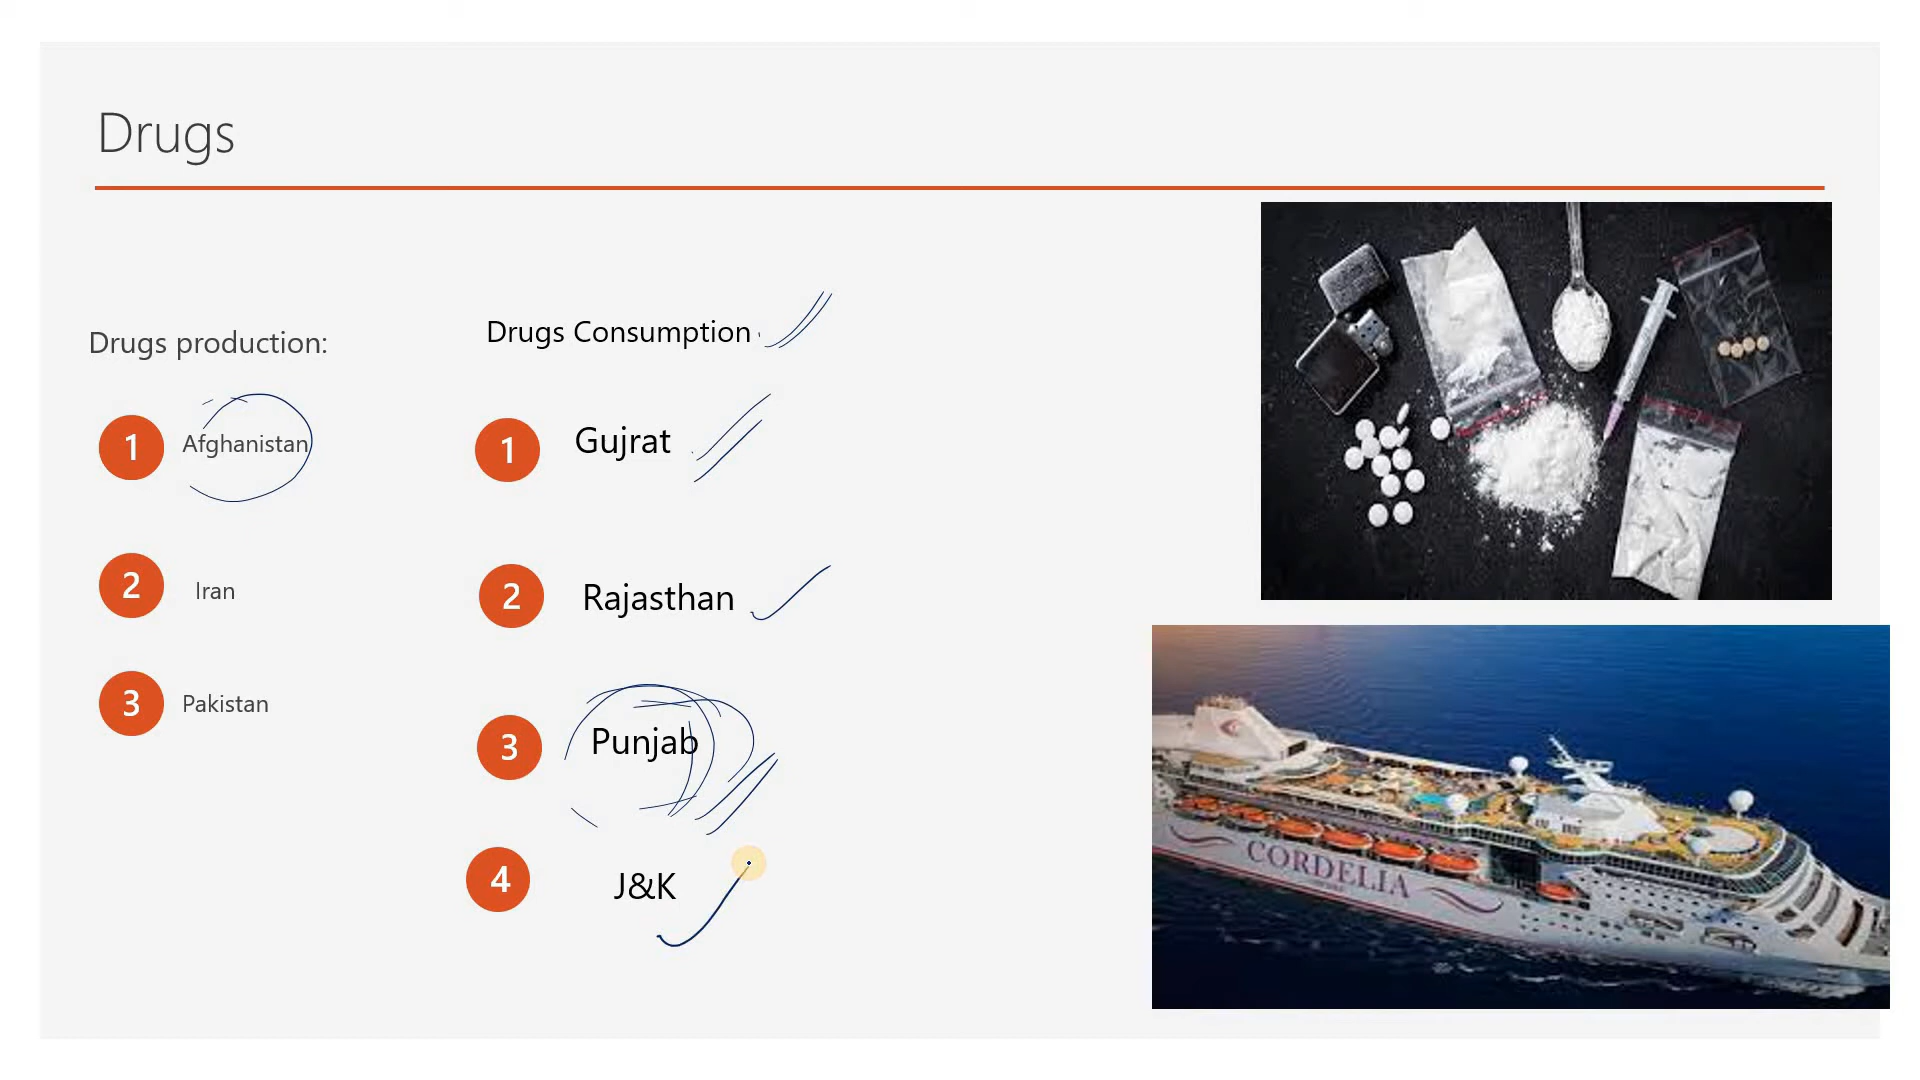 Drugs
Drugs production:
1 Afghanistan
2 Iran
3 Pakistan
Drugs Consumption
1 Gujrat
2 Rajasthan
3 Punjab
4 J&K
CORDELIA